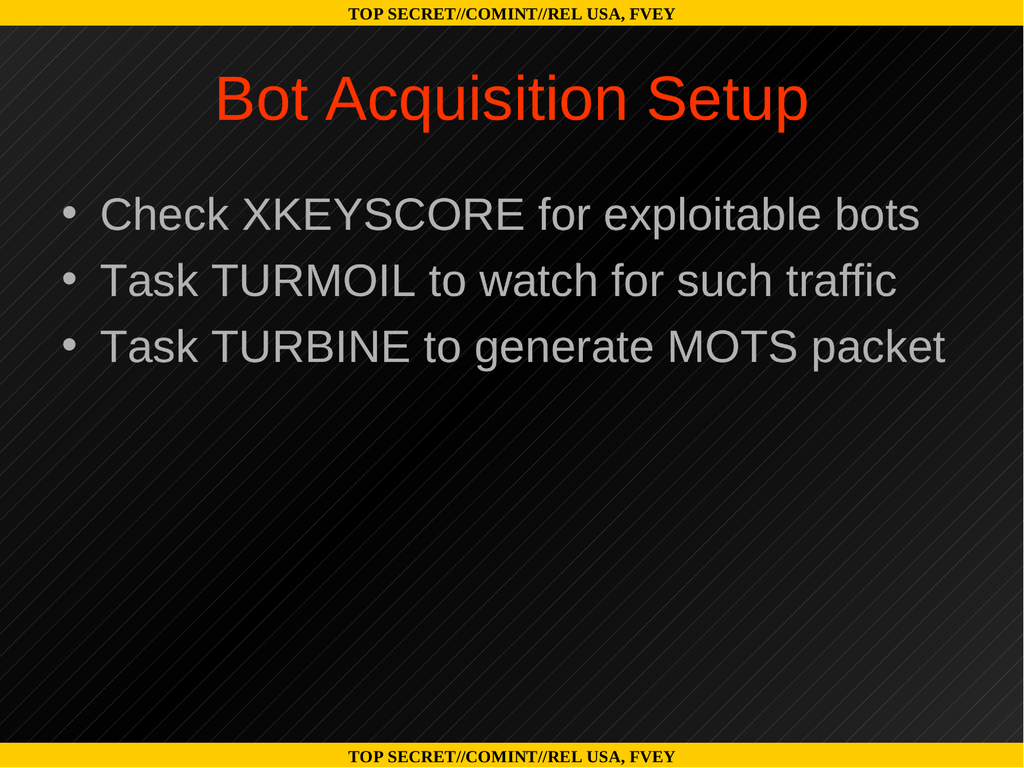 TOP SECRET//COMINT//REL USA, FVEY
Bot Acquisition Setup
• Check XKEYSCORE for exploitable bots
• Task TURMOIL to watch for such traffic
• Task TURBINE to generate MOTS packet
TOP SECRET//COMINT//REL USA, FVEY